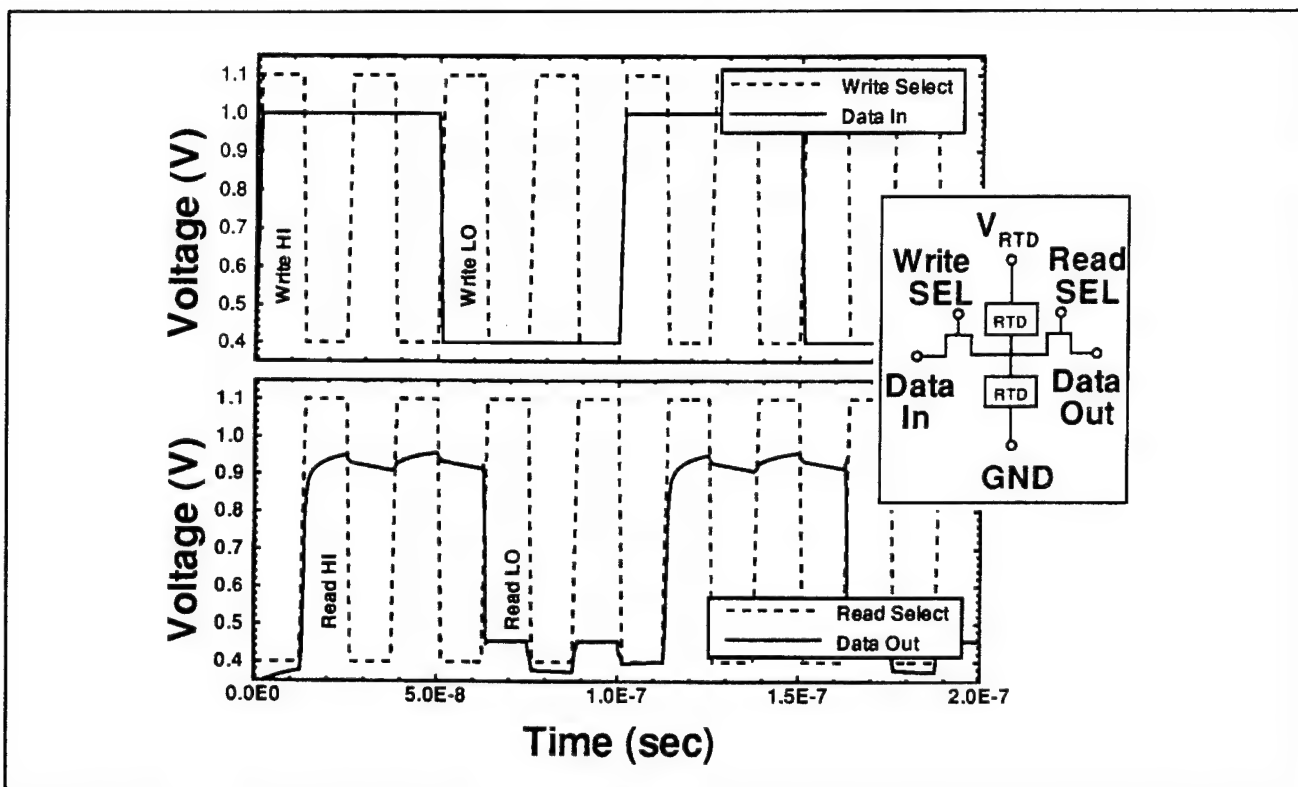 1.1
1.0
0.9
0.8
0.7
0.6
0.5
0.4
Voltage (V)
Write HI
Write LO
Write Select
Data In
1.1
1.0
0.9
0.8
0.7
0.6
0.5
0.4
Voltage (V)
Read HI
Read LO
Read Select
Data Out
0.0E0
5.0E-8
1.0E-7
1.5E-7
2.0E-7
Time (sec)
V RTD
Write
SEL
Read
SEL
RTD
Data
In
RTD
Data
Out
GND